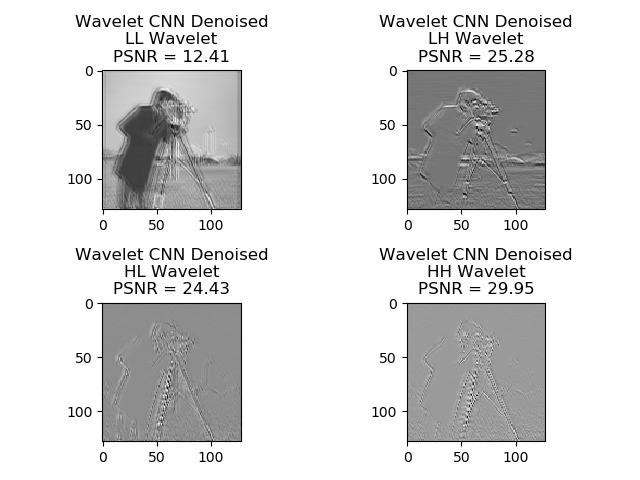 Wavelet CNN Denoised
LL Wavelet
PSNR = 12.41
0
50
100
0 50 100
Wavelet CNN Denoised
LH Wavelet
PSNR = 25.28
0
50
100
0 50 100
Wavelet CNN Denoised
HL Wavelet
PSNR = 24.43
0
50
100
0 50 100
Wavelet CNN Denoised
HH Wavelet
PSNR = 29.95
0
50
100
0 50 100